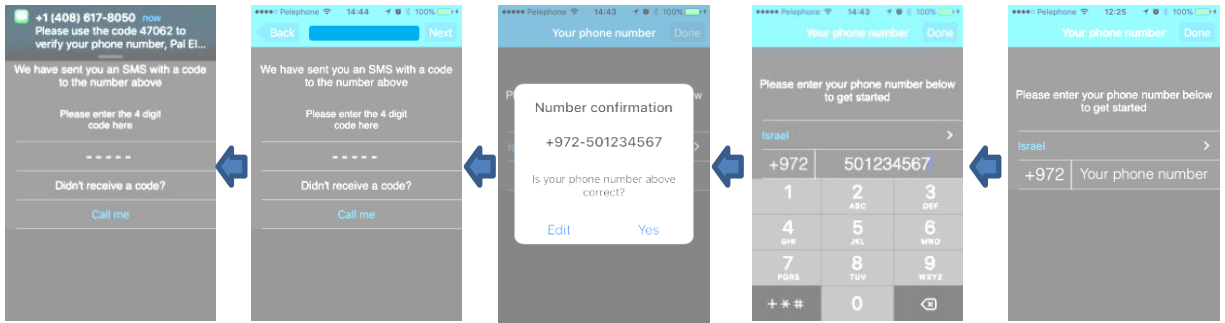 +1 (408) 617-8050 now
Please use the code 47062 to
verify your phone number, Pal El...
We have sent you an SMS with a code
to the number above
Please enter the 4 digit
code here
- - - - -
Didn't receive a code?
Call me
Pelephone 14:44 100%
Back
Next
We have sent you an SMS with a code
to the number above
Please enter the 4 digit
code here
- - - - -
Didn't receive a code?
Call me
Pelephone 14:43 100%
Your phone number Done
Number confirmation
+972-501234567
Is your phone number above
correct?
Edit Yes
Pelephone 14:43 100%
Your phone number Done
Please enter your phone number below
to get started
Israel >
+972 501234567
1 2 3
ABC DEF
4 5 6
GHI JKL MNO
7 8 9
PQRS TUV WXYZ
+*# 0
Pelephone 12:25 100%
Your phone number Done
Please enter your phone number below
to get started
Israel >
+972 Your phone number